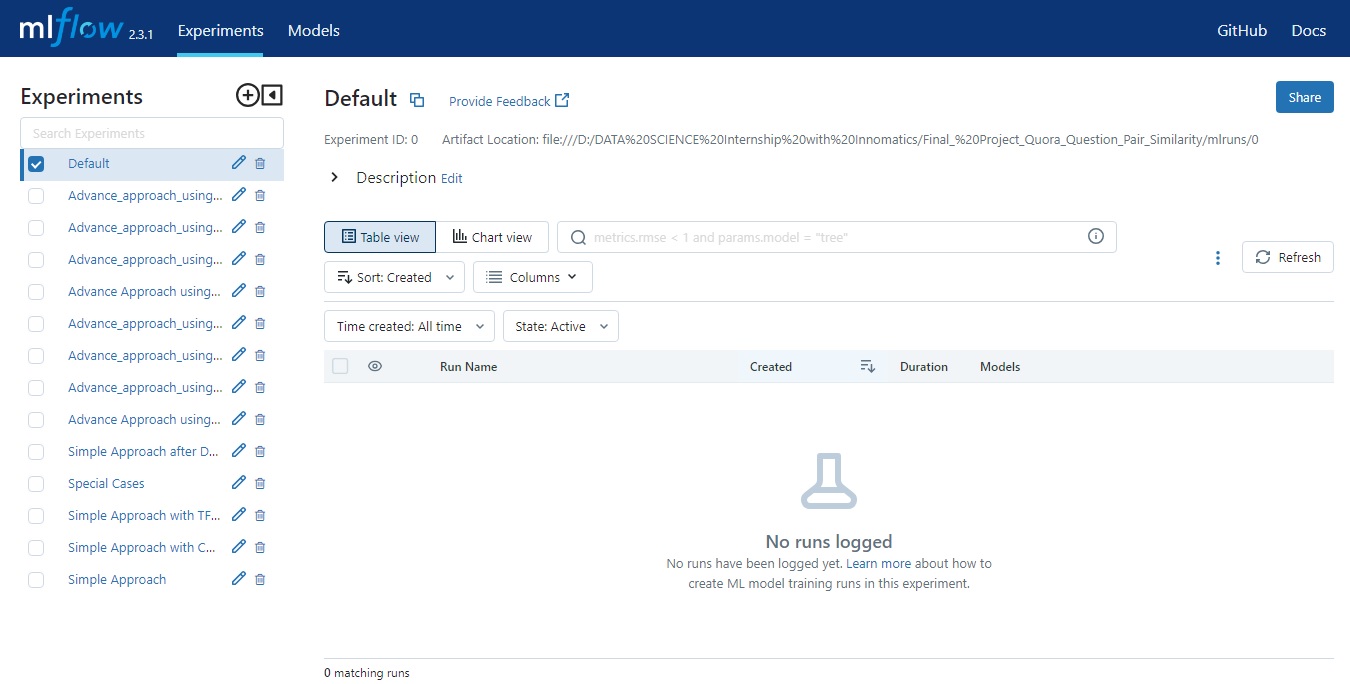 mlflow 2.3.1 Experiments Models GitHub Docs
Experiments
Search Experiments
Default
Advance_approach_using...
Advance_approach_using...
Advance_approach_using...
Advance Approach using...
Advance_approach_using...
Advance_approach_using...
Advance_approach_using...
Advance Approach using...
Simple Approach after D...
Special Cases
Simple Approach with TF...
Simple Approach with C...
Simple Approach
Default Provide Feedback Share
Experiment ID: 0 Artifact Location: file:///D:/DATA%20SCIENCE%20Internship%20with%20Innomatics/Final_%20Project_Quora_Question_Pair_Similarity/mlruns/0
Description Edit
Table view Chart view metrics.rmse < 1 and params.model = "tree"
Refresh
Sort: Created Columns
Time created: All time State: Active
Run Name Created Duration Models
No runs logged
No runs have been logged yet. Learn more about how to
create ML model training runs in this experiment.
0 matching runs